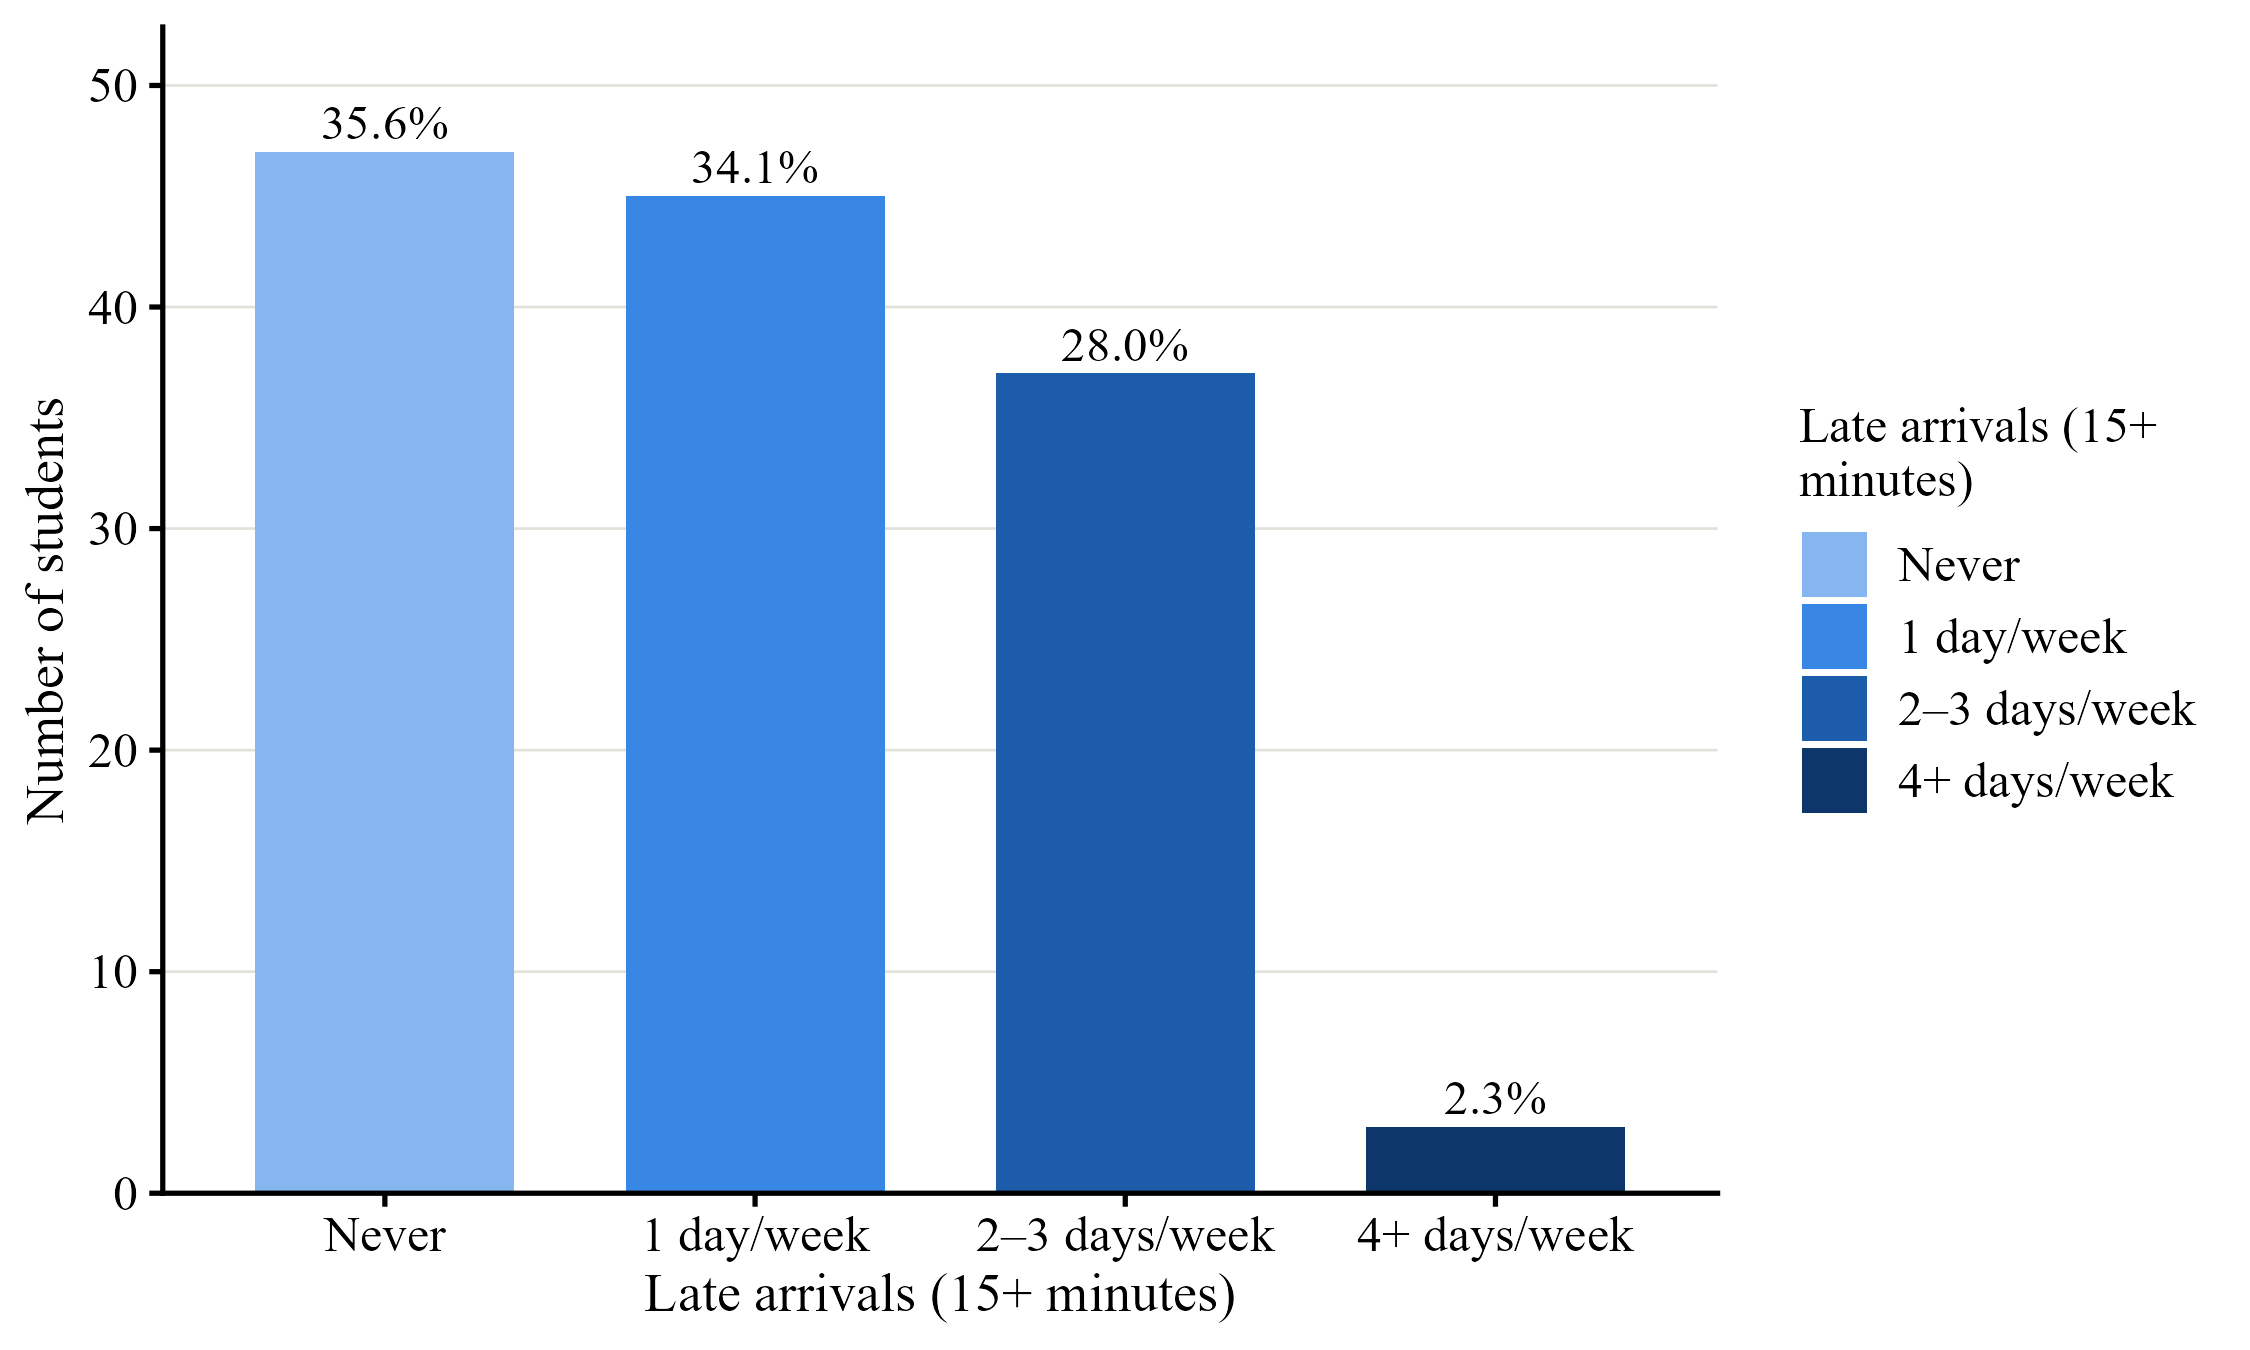 50
40
30
20
10
0
Number of students
35.6%
34.1%
28.0%
2.3%
Never
1 day/week
2–3 days/week
4+ days/week
Late arrivals (15+ minutes)
Late arrivals (15+
minutes)
Never
1 day/week
2–3 days/week
4+ days/week